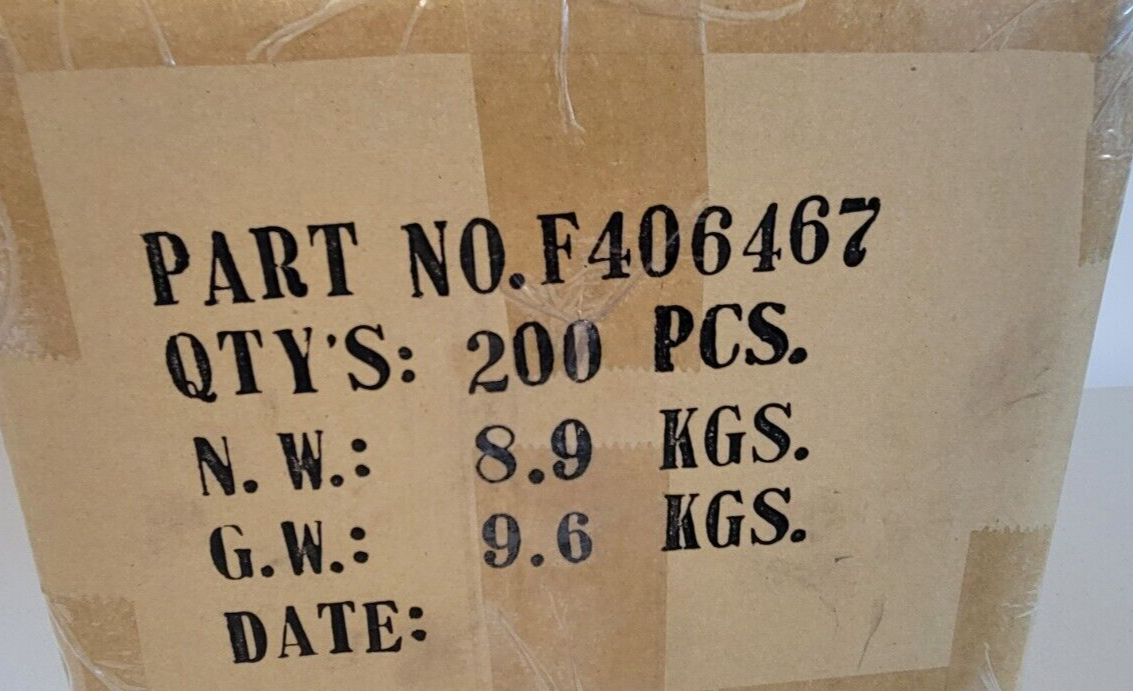 PART NO.F406467
QTY'S: 200 PCS.
N.W.: 8.9 KGS.
G.W.: 9.6 KGS.
DATE: